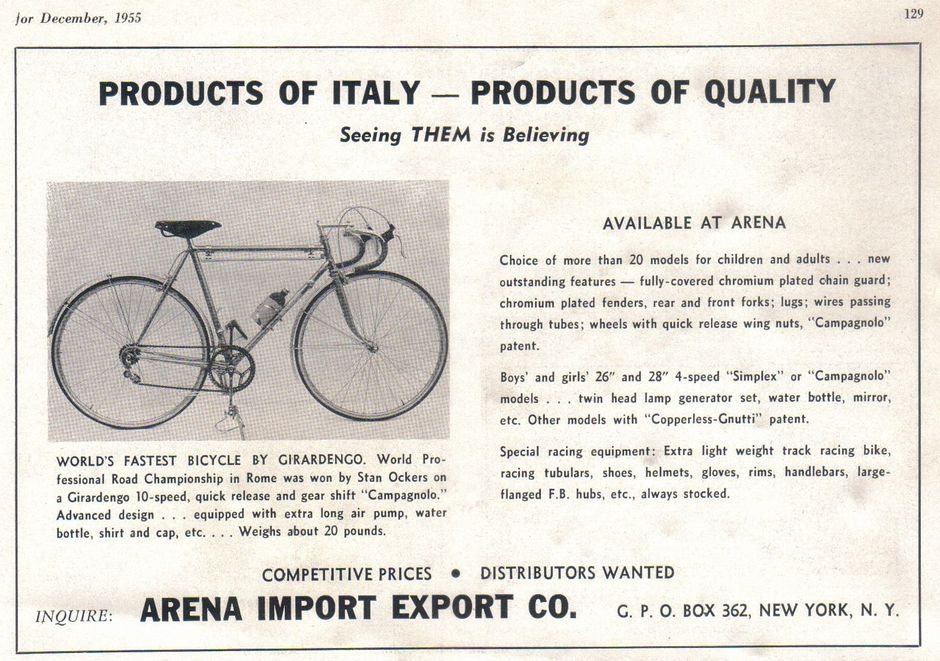 for December, 1955
129
PRODUCTS OF ITALY — PRODUCTS OF QUALITY
Seeing THEM is Believing
WORLD'S FASTEST BICYCLE BY GIRARDENGO. World Pro-
fessional Road Championship in Rome was won by Stan Ockers on
a Girardengo 10-speed, quick release and gear shift "Campagnolo."
Advanced design . . . equipped with extra long air pump, water
bottle, shirt and cap, etc. . . . Weighs about 20 pounds.
AVAILABLE AT ARENA
Choice of more than 20 models for children and adults . . . new
outstanding features — fully-covered chromium plated chain guard;
chromium plated fenders, rear and front forks; lugs; wires passing
through tubes; wheels with quick release wing nuts, "Campagnolo"
patent.
Boys' and girls' 26" and 28" 4-speed "Simplex" or "Campagnolo"
models . . . twin head lamp generator set, water bottle, mirror,
etc. Other models with "Copperless-Gnutti" patent.
Special racing equipment: Extra light weight track racing bike,
racing tubulars, shoes, helmets, gloves, rims, handlebars, large-
flanged F.B. hubs, etc., always stocked.
COMPETITIVE PRICES • DISTRIBUTORS WANTED
INQUIRE: ARENA IMPORT EXPORT CO. G. P. O. BOX 362, NEW YORK, N. Y.